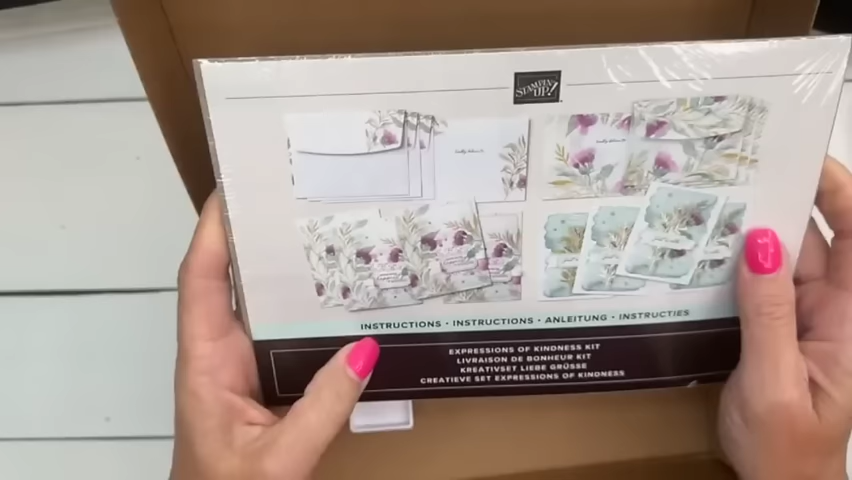 STAMPIN'
UP!
INSTRUCTIONS • INSTRUCTIONS • ANLEITUNG • INSTRUCTIES
EXPRESSIONS OF KINDNESS KIT
LIVRAISON DE BONHEUR KIT
KREATIVSET LIEBE GRÜSSE
CREATIEVE SET EXPRESSIONS OF KINDNESS